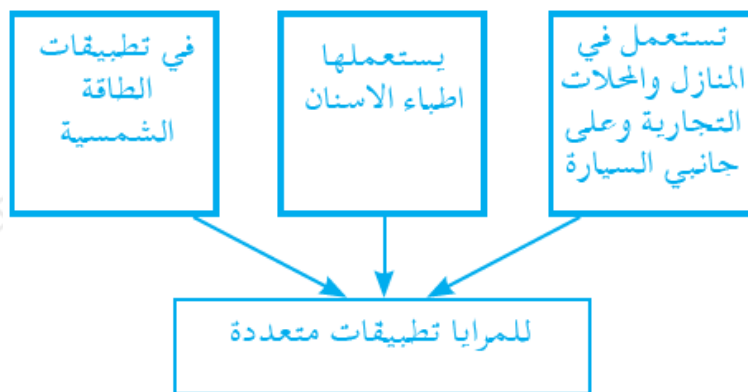 تستعمل في
المنازل والمحلات
التجارية وعلى
جانبي السيارة
يستعملها
اطباء الاسنان
في تطبيقات
الطاقة
الشمسية
للمرايا تطبيقات متعددة